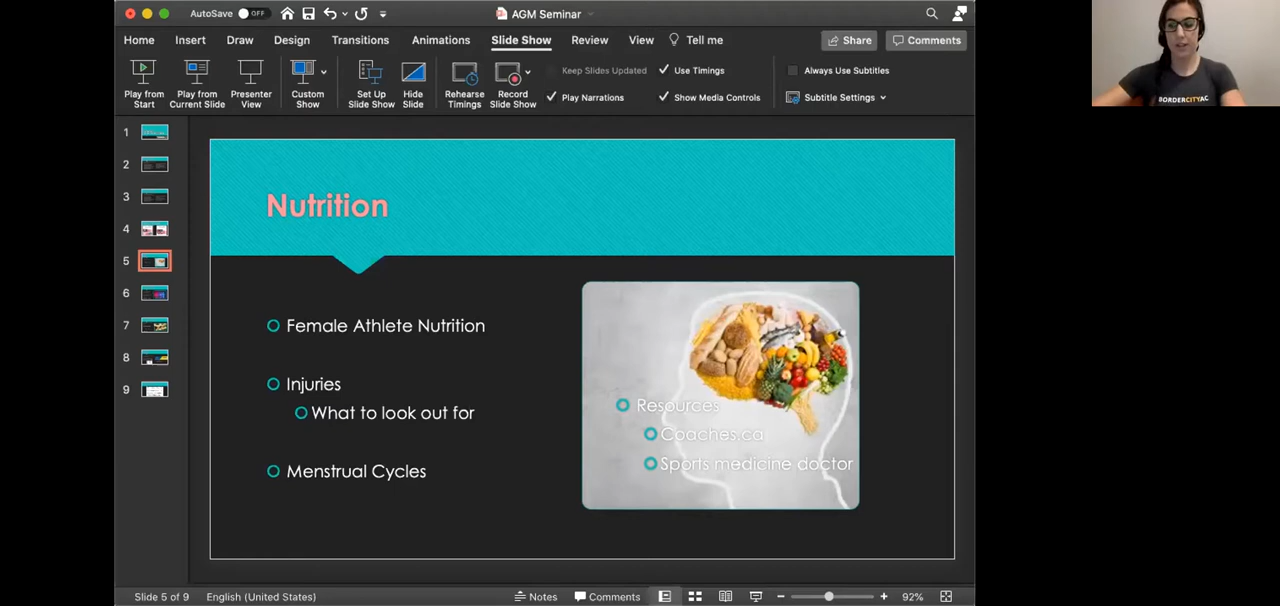 AutoSave OFF
AGM Seminar
Home Insert Draw Design Transitions Animations Slide Show Review View Tell me Share Comments
Play from Start
Play from Current Slide
Presenter View
Custom Show
Set Up Slide Show
Hide Slide
Rehearse Timings
Record Slide Show
Keep Slides Updated
Play Narrations
Use Timings
Show Media Controls
Always Use Subtitles
Subtitle Settings
BORDERCITYAC
1
2
3
4
5
6
7
8
9
Nutrition
Female Athlete Nutrition
Injuries
What to look out for
Menstrual Cycles
Resources
Coaches.ca
Sports medicine doctor
Slide 5 of 9 English (United States) Notes Comments 92%